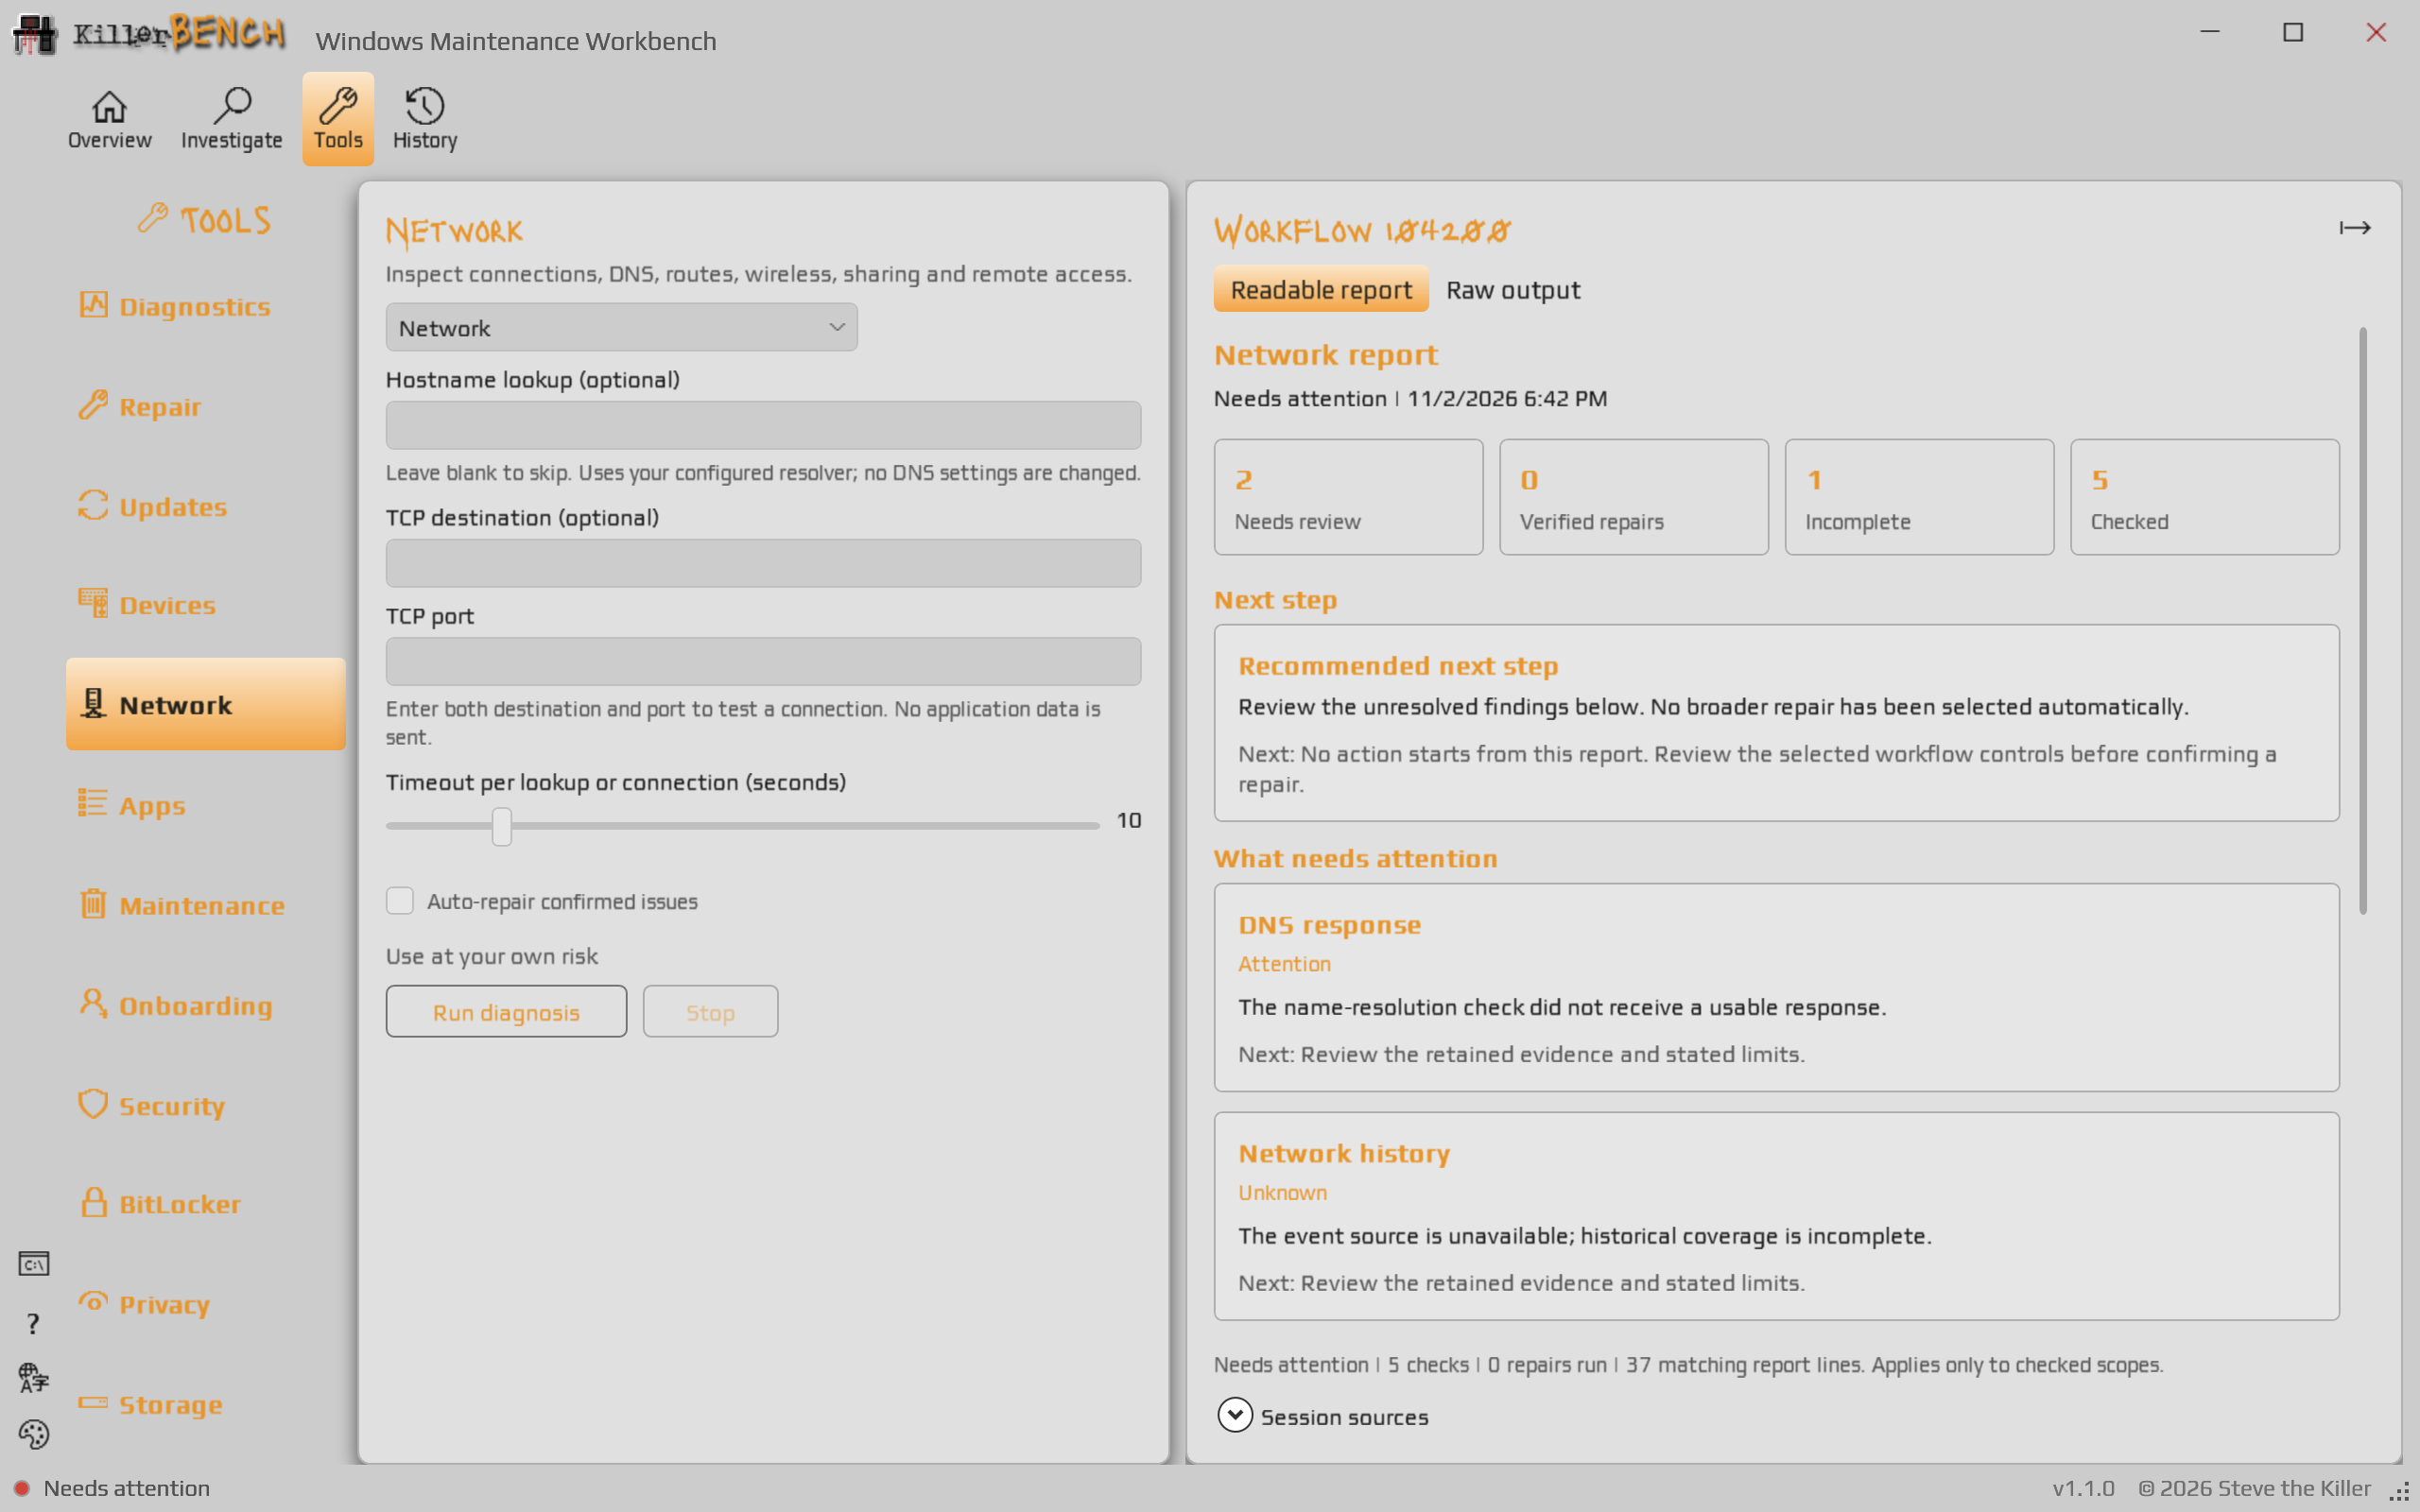 KillerBENCH
Windows Maintenance Workbench
Overview
Investigate
Tools
History
TOOLS
Diagnostics
Repair
Updates
Devices
Network
Apps
Maintenance
Onboarding
Security
BitLocker
Privacy
Storage
C:\
?
A字
NETWORK
Inspect connections, DNS, routes, wireless, sharing and remote access.
Network
Hostname lookup (optional)
Leave blank to skip. Uses your configured resolver; no DNS settings are changed.
TCP destination (optional)
TCP port
Enter both destination and port to test a connection. No application data is
sent.
Timeout per lookup or connection (seconds)
10
Auto-repair confirmed issues
Use at your own risk
Run diagnosis
Stop
WORKFLOW 104200
Readable report
Raw output
Network report
Needs attention | 11/2/2026 6:42 PM
2
Needs review
0
Verified repairs
1
Incomplete
5
Checked
Next step
Recommended next step
Review the unresolved findings below. No broader repair has been selected automatically.
Next: No action starts from this report. Review the selected workflow controls before confirming a
repair.
What needs attention
DNS response
Attention
The name-resolution check did not receive a usable response.
Next: Review the retained evidence and stated limits.
Network history
Unknown
The event source is unavailable; historical coverage is incomplete.
Next: Review the retained evidence and stated limits.
Needs attention | 5 checks | 0 repairs run | 37 matching report lines. Applies only to checked scopes.
Session sources
Needs attention
v1.1.0
© 2026 Steve the Killer